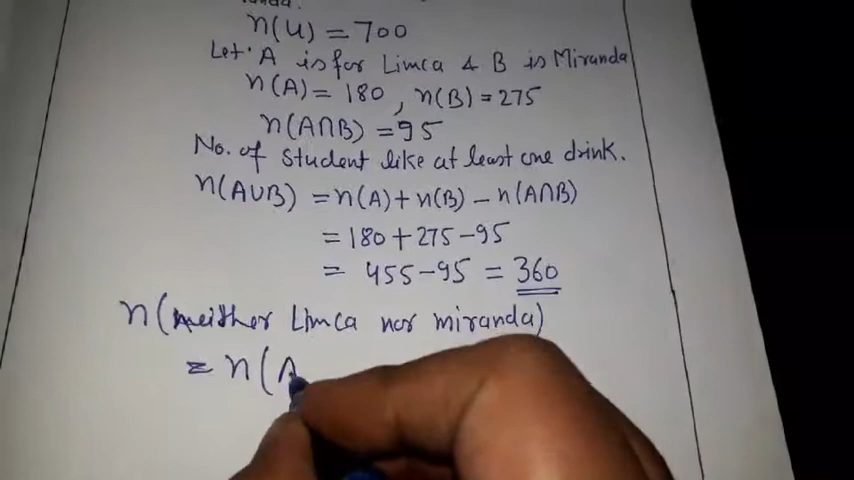 n(U) = 700
Let A is for Limca & B is Miranda
n(A) = 180, n(B) = 275
n(A∩B) = 95
No. of student like at least one drink.
n(A∪B) = n(A) + n(B) - n(A∩B)
= 180 + 275 - 95
= 455 - 95 = 360
n(neither Limca nor miranda)
= n(A